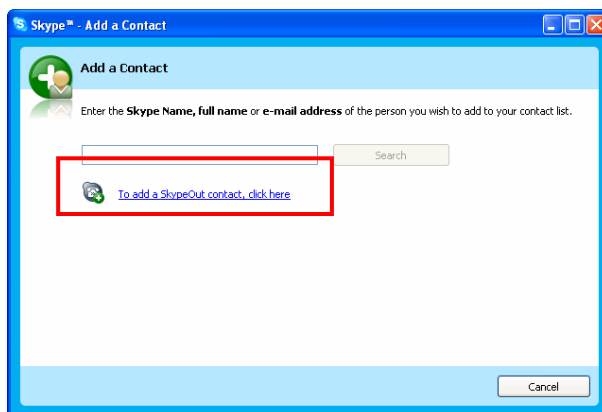 Skype™ - Add a Contact
Add a Contact
Enter the Skype Name, full name or e-mail address of the person you wish to add to your contact list.
Search
To add a SkypeOut contact, click here
Cancel